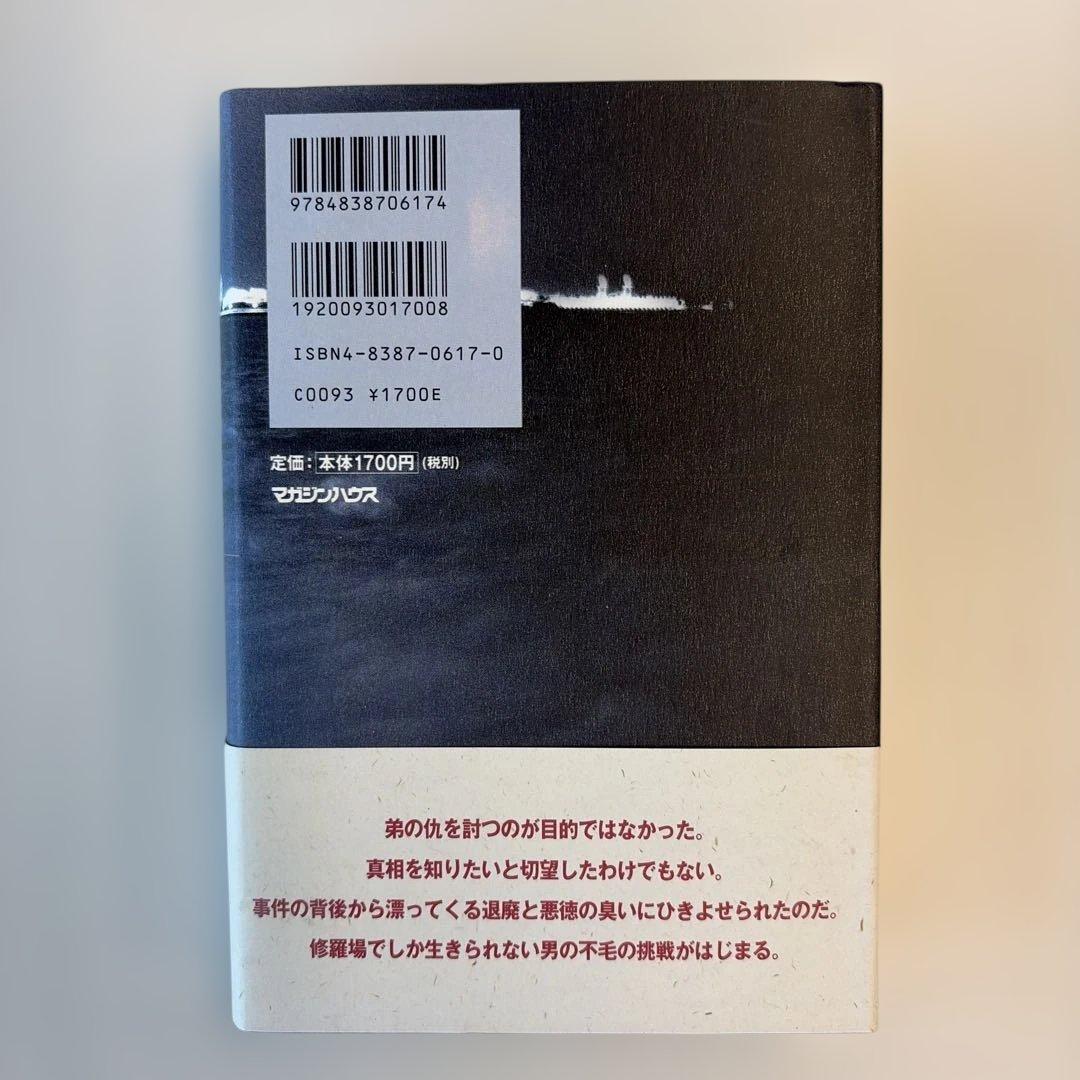 9784838706174
1920093017008
ISBN4-8387-0617-0
C0093 ¥1700E
定価：本体1700円(税別)
マガジンハウス
弟の仇を討つのが目的ではなかった。
真相を知りたいと切望したわけでもない。
事件の背後から漂ってくる退廃と悪徳の臭いにひきよせられたのだ。
修羅場でしか生きられない男の不毛の挑戦がはじまる。